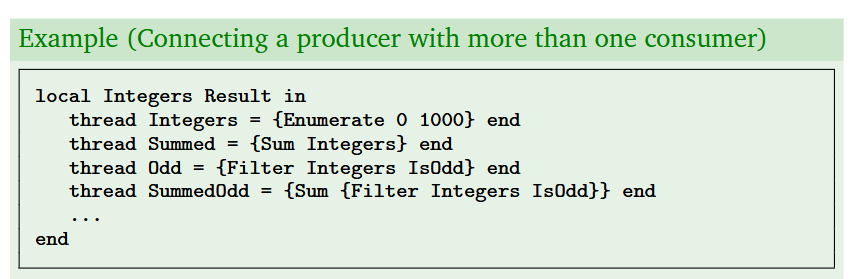 Example (Connecting a producer with more than one consumer)
local Integers Result in
thread Integers = {Enumerate 0 1000} end
thread Summed = {Sum Integers} end
thread Odd = {Filter Integers IsOdd} end
thread SummedOdd = {Sum {Filter Integers IsOdd}} end
...
end